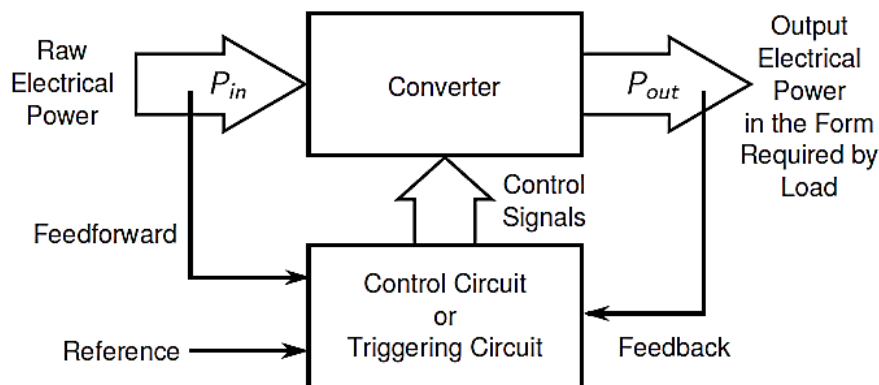 Raw
Electrical
Power
P_in
Converter
P_out
Output
Electrical
Power
in the Form
Required by
Load
Control
Signals
Feedforward
Control Circuit
or
Triggering Circuit
Reference
Feedback